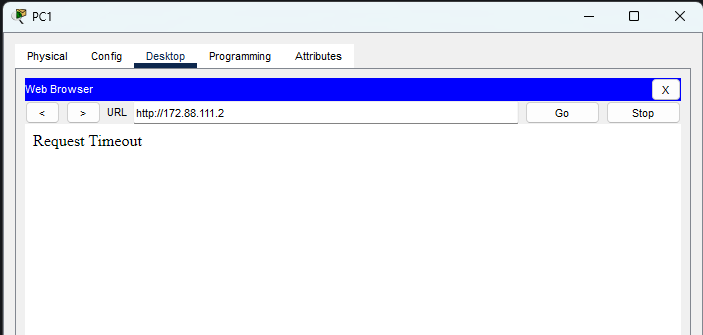 PC1
Physical Config Desktop Programming Attributes
Web Browser X
< > URL http://172.88.111.2 Go Stop
Request Timeout